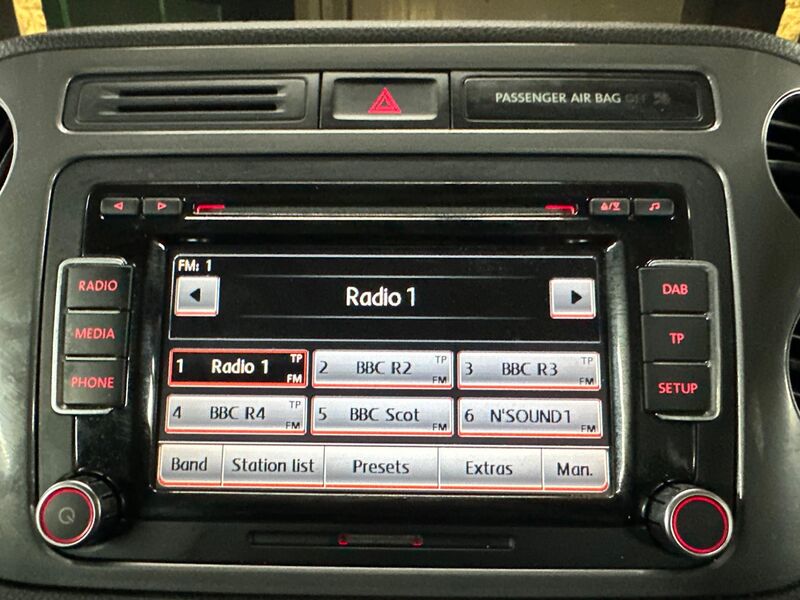 PASSENGER AIR BAG OFF
RADIO
MEDIA
PHONE
FM: 1
Radio 1
1 Radio 1 TP FM
2 BBC R2 TP FM
3 BBC R3 TP FM
4 BBC R4 TP FM
5 BBC Scot FM
6 N'SOUND1 FM
Band Station list Presets Extras Man.
DAB
TP
SETUP